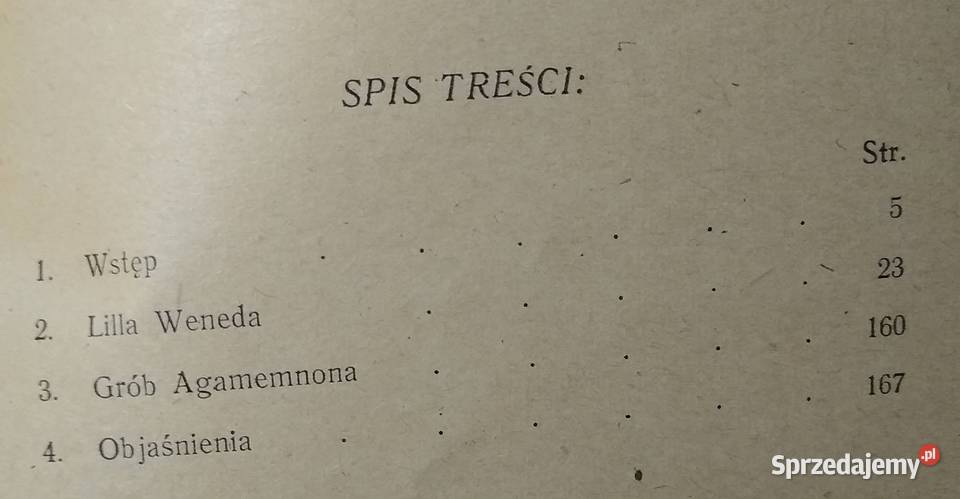 SPIS TREŚCI:
Str.
1. Wstęp . . . . . . 5
2. Lilla Weneda . . . . . 23
3. Grób Agamemnona . . . . . 160
4. Objaśnienia . . . . . . 167
Sprzedajemy.pl